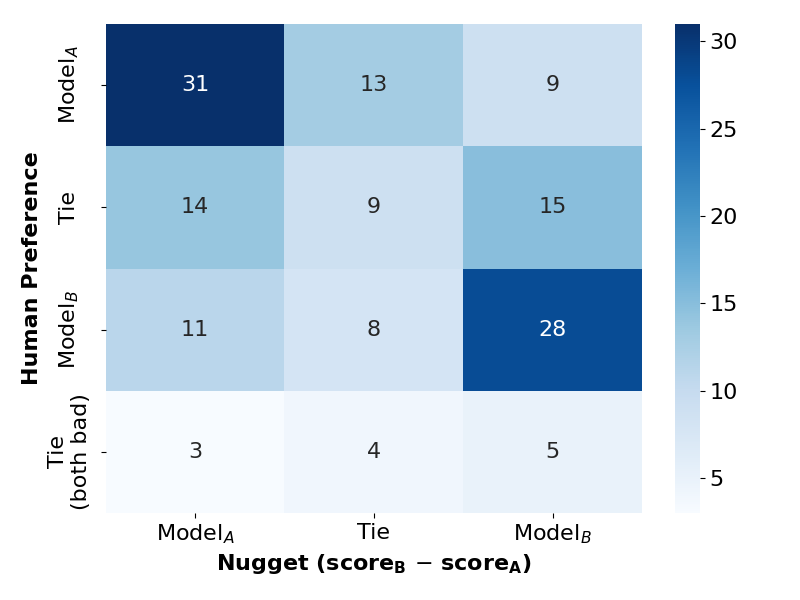 Human Preference
Model_A
31 13 9
Tie
14 9 15
Model_B
11 8 28
Tie
(both bad)
3 4 5
Model_A Tie Model_B
Nugget (score_B − score_A)
30
25
20
15
10
5